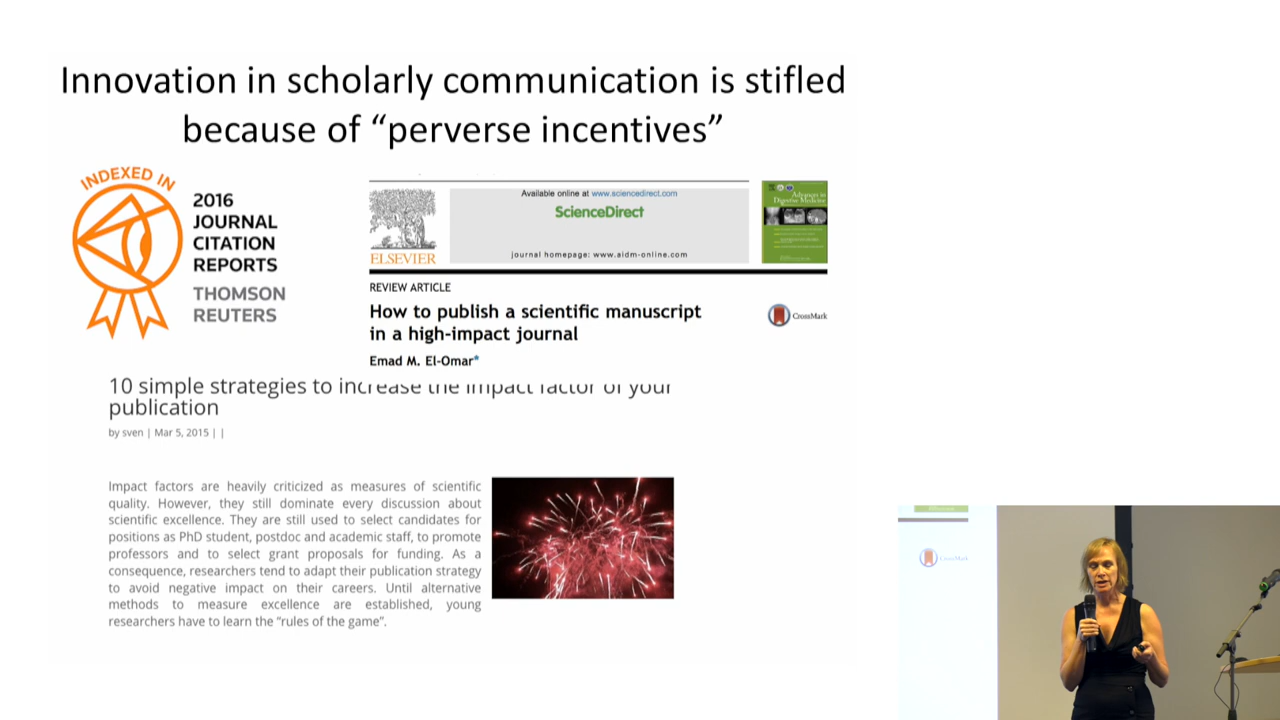 Innovation in scholarly communication is stifled
because of “perverse incentives”
INDEXED IN
2016
JOURNAL
CITATION
REPORTS
THOMSON
REUTERS
Available online at www.sciencedirect.com
ScienceDirect
journal homepage: www.aidm-online.com
ELSEVIER
Advances in
Digestive Medicine
REVIEW ARTICLE
How to publish a scientific manuscript
in a high-impact journal
CrossMark
Emad M. El-Omar*
10 simple strategies to increase the impact factor of your
publication
by sven | Mar 5, 2015 | |
Impact factors are heavily criticized as measures of scientific
quality. However, they still dominate every discussion about
scientific excellence. They are still used to select candidates for
positions as PhD student, postdoc and academic staff, to promote
professors and to select grant proposals for funding. As a
consequence, researchers tend to adapt their publication strategy
to avoid negative impact on their careers. Until alternative
methods to measure excellence are established, young
researchers have to learn the “rules of the game”.
CrossMark